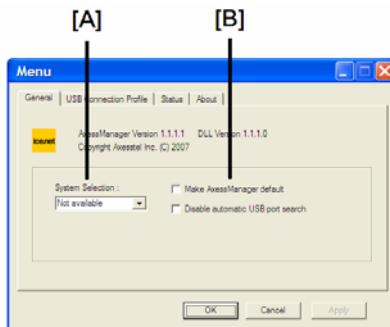 [A] [B]
Menu
General USB Connection Profile Status About
ice.net
AxessManager Version 1.1.1.1 DLL Version 1.1.1.0
Copyright Axesstel Inc. (C) 2007
System Selection :
Not available
Make AxessManager default
Disable automatic USB port search
OK Cancel Apply